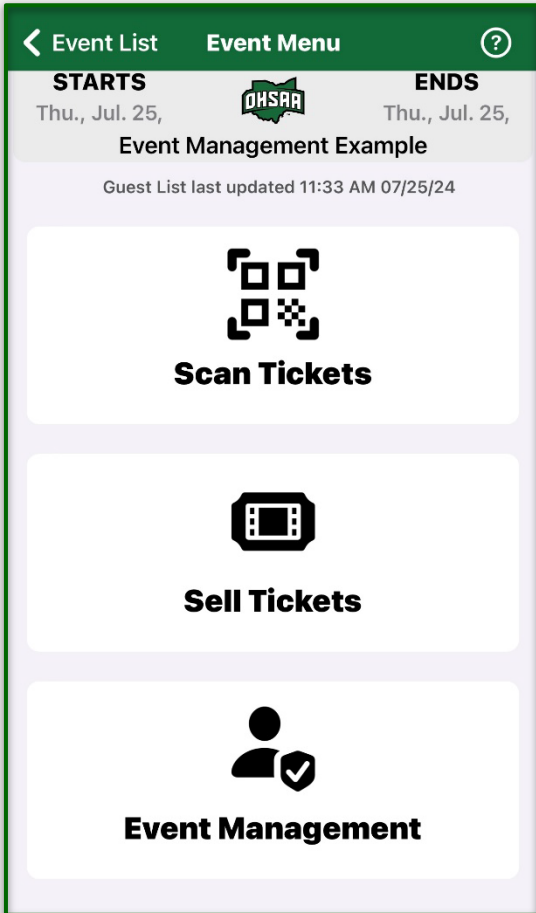 Event List Event Menu ?
STARTS OHSAA ENDS
Thu., Jul. 25, Thu., Jul. 25,
Event Management Example
Guest List last updated 11:33 AM 07/25/24
Scan Tickets
Sell Tickets
Event Management